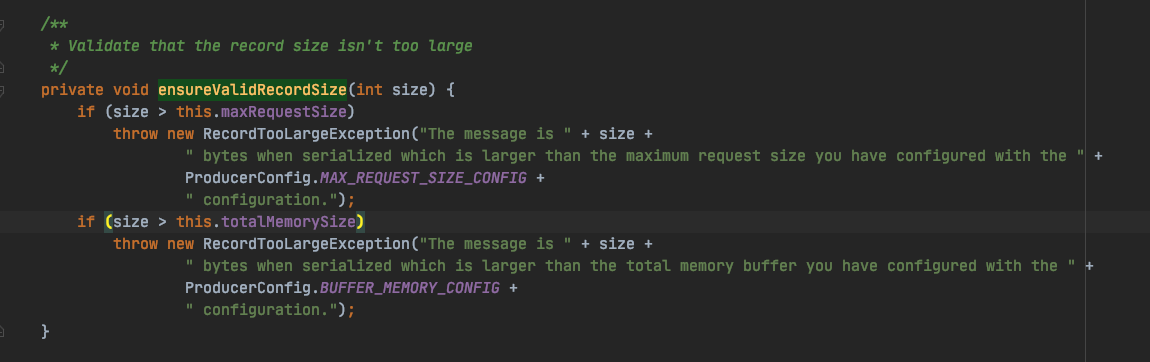 /**
 * Validate that the record size isn't too large
 */
private void ensureValidRecordSize(int size) {
    if (size > this.maxRequestSize)
        throw new RecordTooLargeException("The message is " + size +
                " bytes when serialized which is larger than the maximum request size you have configured with the " +
                ProducerConfig.MAX_REQUEST_SIZE_CONFIG +
                " configuration.");
    if (size > this.totalMemorySize)
        throw new RecordTooLargeException("The message is " + size +
                " bytes when serialized which is larger than the total memory buffer you have configured with the " +
                ProducerConfig.BUFFER_MEMORY_CONFIG +
                " configuration.");
}